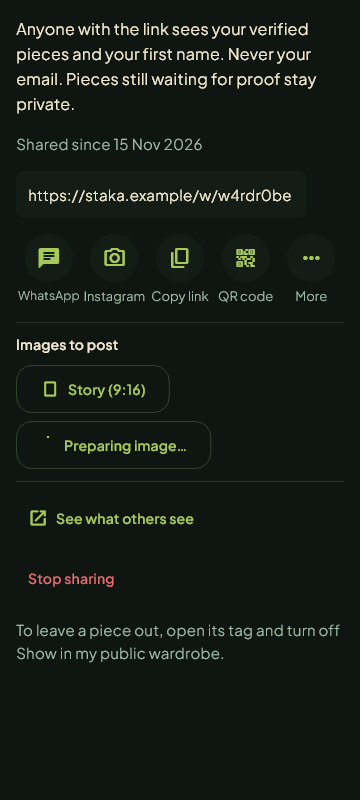 Anyone with the link sees your verified
pieces and your first name. Never your
email. Pieces still waiting for proof stay
private.
Shared since 15 Nov 2026
https://staka.example/w/w4rdr0be
WhatsApp Instagram Copy link QR code More
Images to post
Story (9:16)
Preparing image…
See what others see
Stop sharing
To leave a piece out, open its tag and turn off
Show in my public wardrobe.